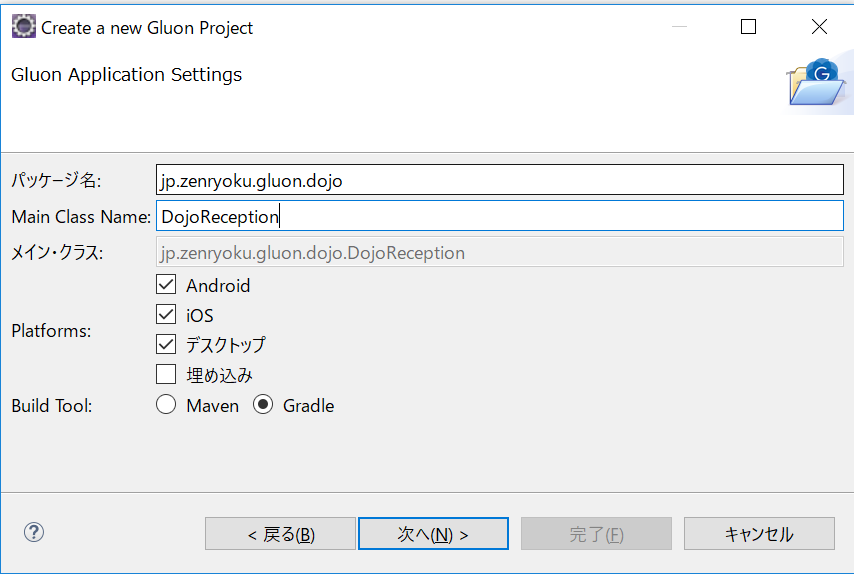 Create a new Gluon Project
Gluon Application Settings
G
パッケージ名: jp.zenryoku.gluon.dojo
Main Class Name: DojoReception
メイン・クラス: jp.zenryoku.gluon.dojo.DojoReception
Platforms:
Android
iOS
デスクトップ
埋め込み
Build Tool: Maven Gradle
? < 戻る(B) 次へ(N) > 完了(F) キャンセル